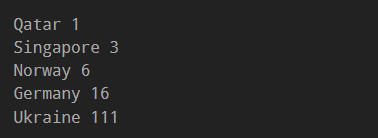 Qatar 1
Singapore 3
Norway 6
Germany 16
Ukraine 111